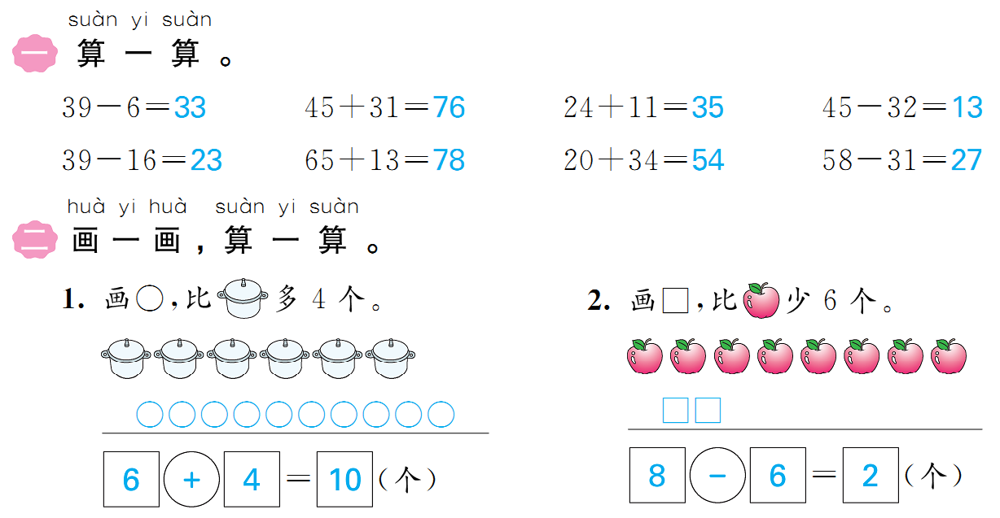 suàn yi suàn
一 算一算。
39－6＝33 45＋31＝76 24＋11＝35 45－32＝13
39－16＝23 65＋13＝78 20＋34＝54 58－31＝27
huà yi huà suàn yi suàn
二 画一画，算一算。
1. 画○，比多 4 个。
2. 画□，比少 6 个。
6 + 4 ＝ 10 （个）
8 − 6 ＝ 2 （个）